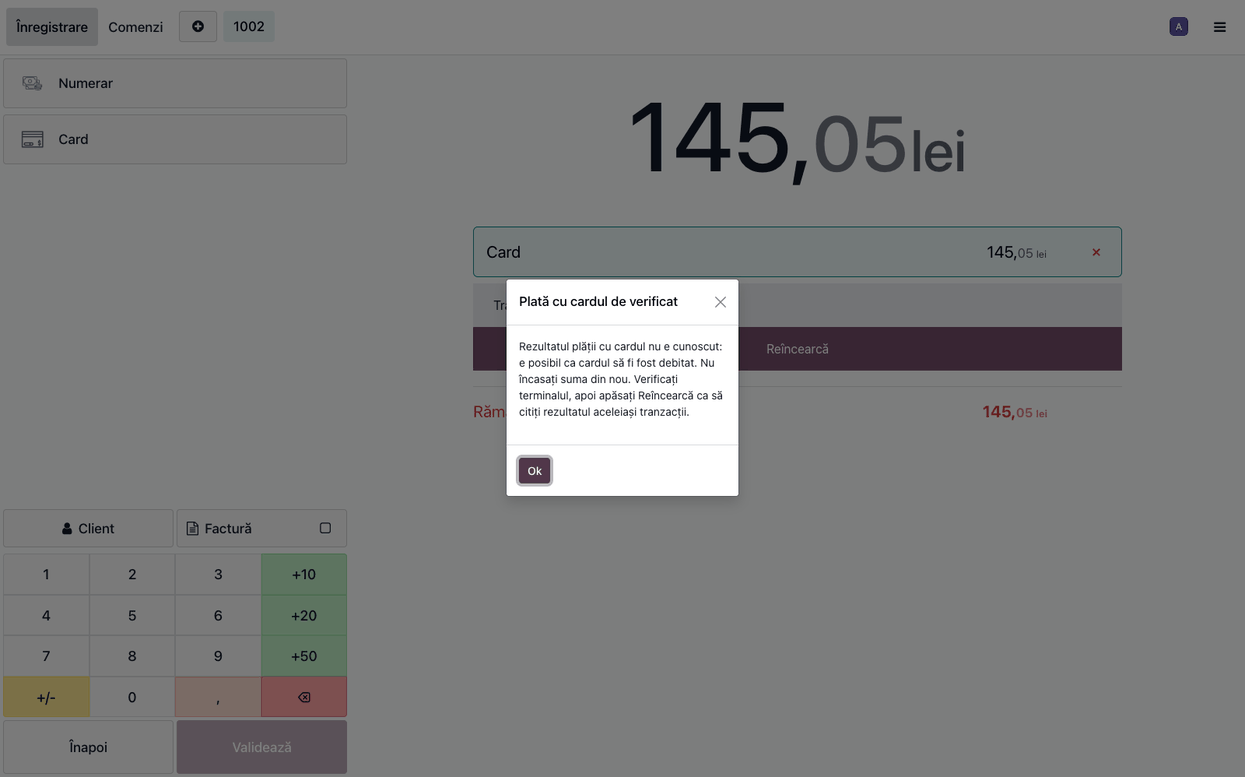 Înregistrare
Comenzi
1002
A
Numerar
Card
145,05 lei
Card
145,05 lei
Plată cu cardul de verificat
Reîncearcă
Rezultatul plății cu cardul nu e cunoscut:
e posibil ca cardul să fi fost debitat. Nu
încasați suma din nou. Verificați
terminalul, apoi apăsați Reîncearcă ca să
citiți rezultatul aceleiași tranzacții.
145,05 lei
Ok
Client
Factură
1
2
3
+10
4
5
6
+20
7
8
9
+50
+/-
0
,
Înapoi
Validează